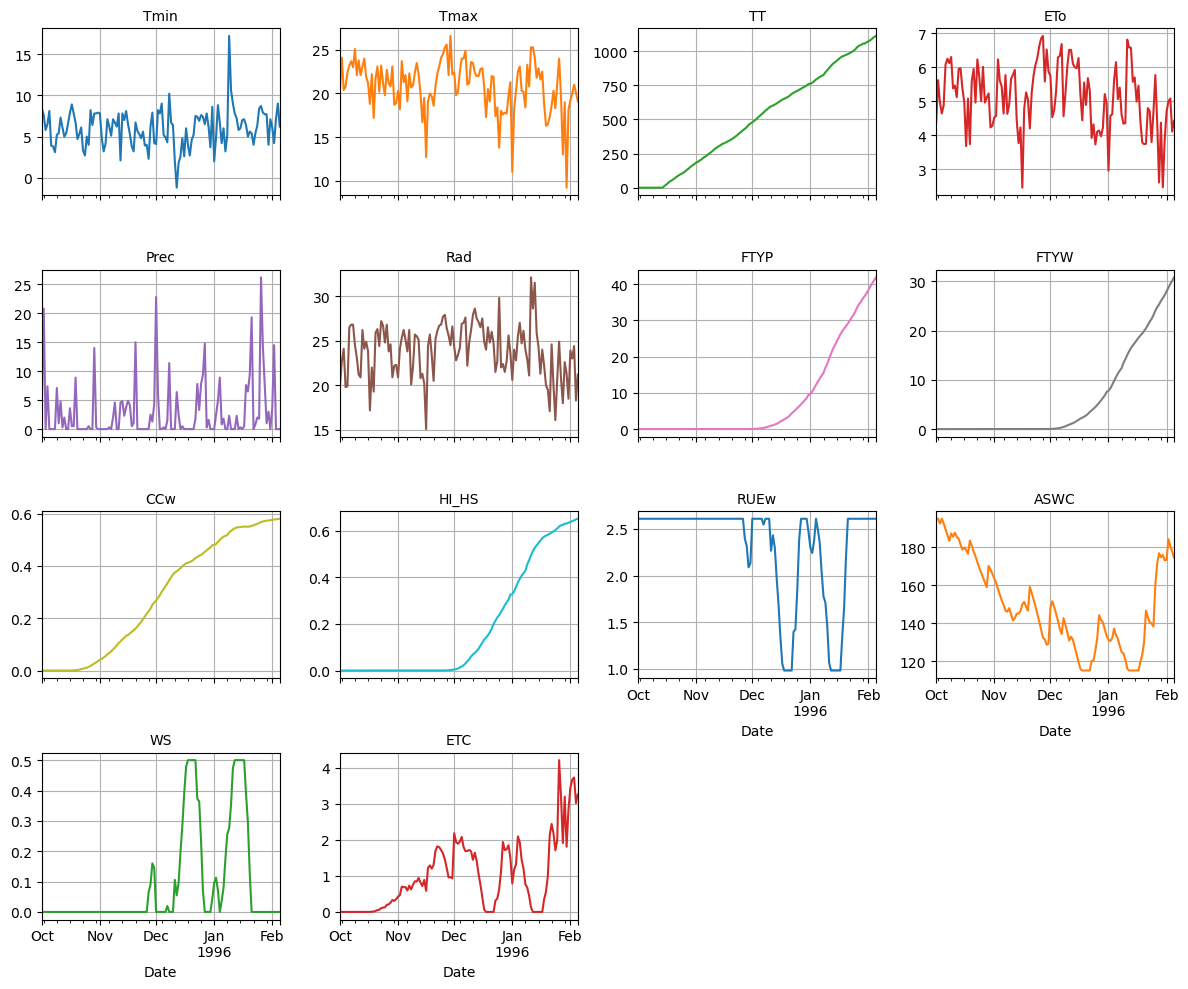 Tmin Tmax TT ETo
15 10 5 0
25 20 15 10
1000 750 500 250 0
7 6 5 4 3
Prec Rad FTYP FTYW
25 20 15 10 5 0
30 25 20 15
40 30 20 10 0
30 20 10 0
CCw HI_HS RUEw ASWC
0.6 0.4 0.2 0.0
0.6 0.4 0.2 0.0
2.5 2.0 1.5 1.0
180 160 140 120
Oct Nov Dec Jan Feb Oct Nov Dec Jan Feb
1996 1996
Date Date
WS ETC
0.5 0.4 0.3 0.2 0.1 0.0
4 3 2 1 0
Oct Nov Dec Jan Feb Oct Nov Dec Jan Feb
1996 1996
Date Date